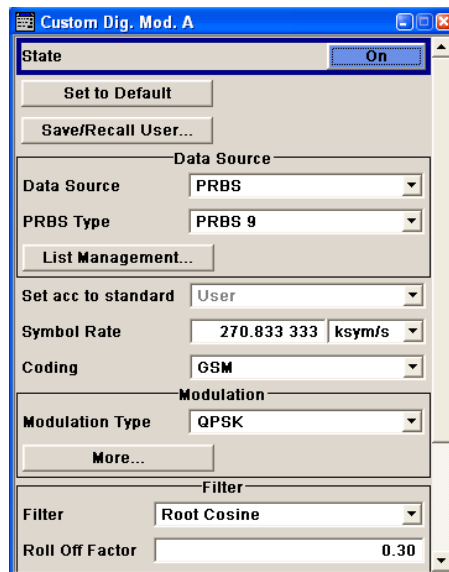 Custom Dig. Mod. A
State On
Set to Default
Save/Recall User...
Data Source
Data Source PRBS
PRBS Type PRBS 9
List Management...
Set acc to standard User
Symbol Rate 270.833 333 ksym/s
Coding GSM
Modulation
Modulation Type QPSK
More...
Filter
Filter Root Cosine
Roll Off Factor 0.30